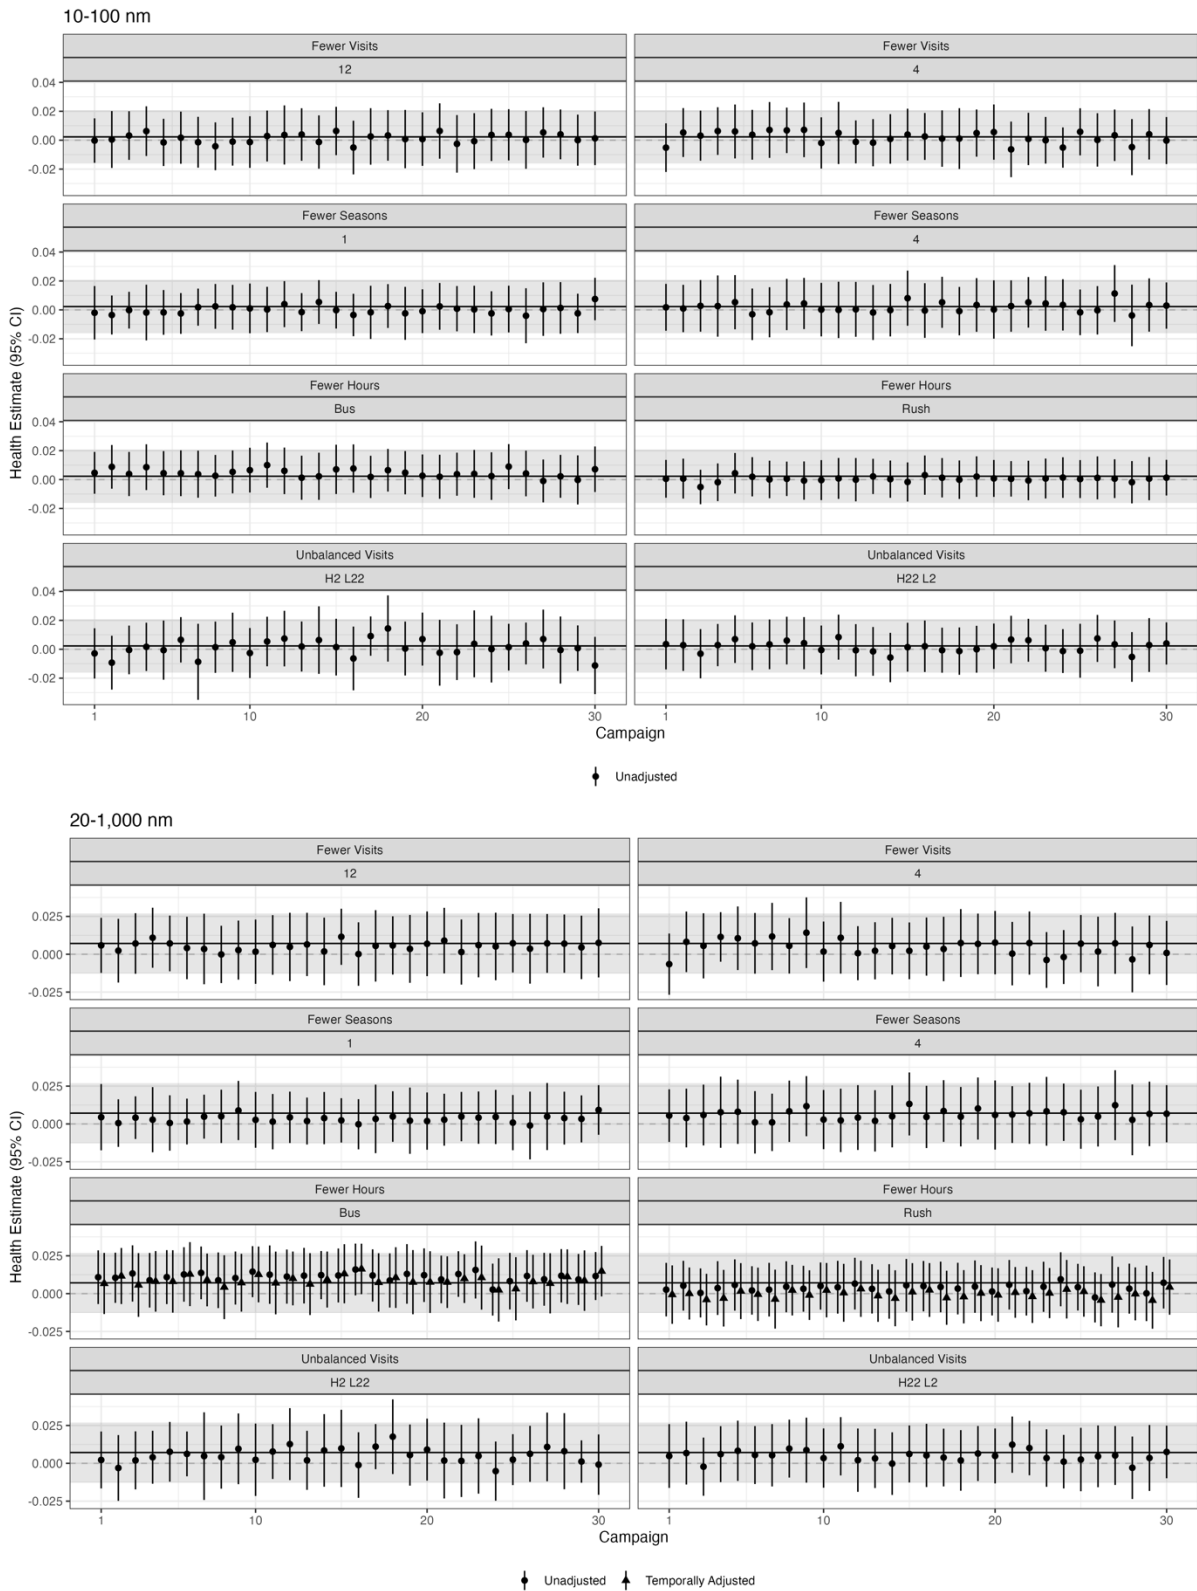 10-100 nm
Fewer Visits Fewer Visits
12 4
0.04
0.02
0.00
-0.02
Fewer Seasons Fewer Seasons
1 4
0.04
0.02
0.00
-0.02
Fewer Hours Fewer Hours
Bus Rush
0.04
0.02
0.00
-0.02
Unbalanced Visits Unbalanced Visits
H2 L22 H22 L2
0.04
0.02
0.00
-0.02
Health Estimate (95% CI)
1 10 20 30 1 10 20 30
Campaign
Unadjusted
20-1,000 nm
Fewer Visits Fewer Visits
12 4
0.025
0.000
-0.025
Fewer Seasons Fewer Seasons
1 4
0.025
0.000
-0.025
Fewer Hours Fewer Hours
Bus Rush
0.025
0.000
-0.025
Unbalanced Visits Unbalanced Visits
H2 L22 H22 L2
0.025
0.000
-0.025
Health Estimate (95% CI)
1 10 20 30 1 10 20 30
Campaign
Unadjusted Temporally Adjusted